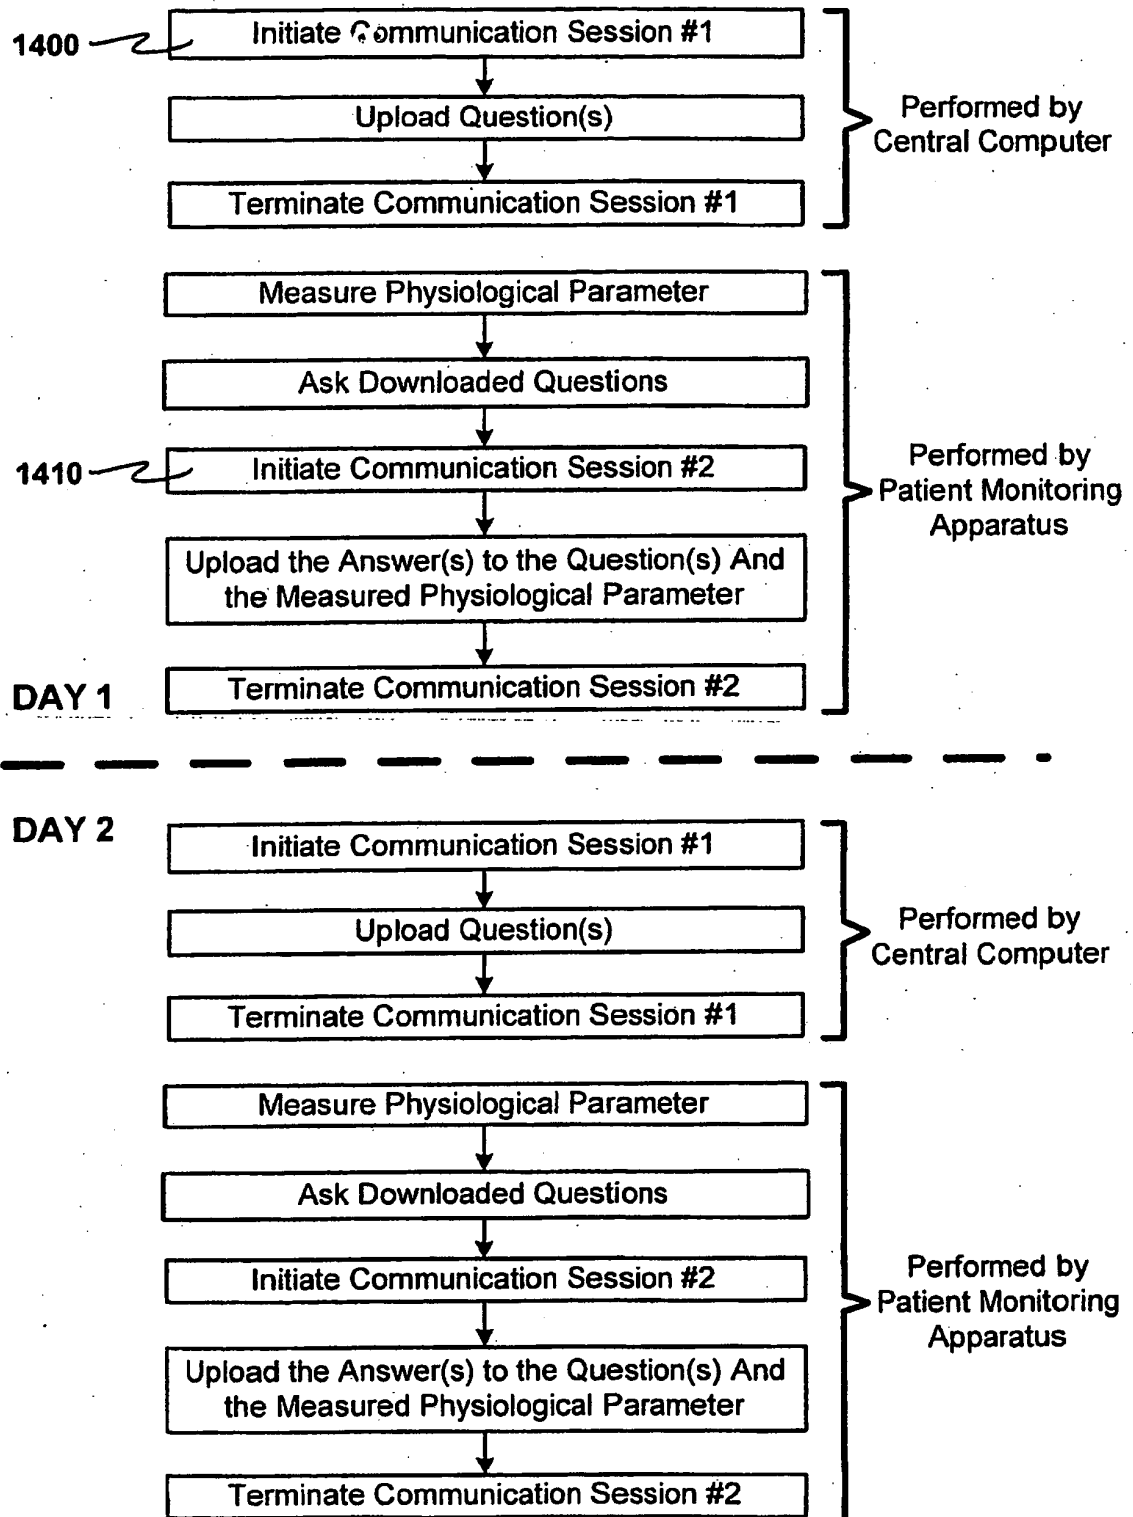 1400
Initiate Communication Session #1
Upload Question(s)
Terminate Communication Session #1
Performed by
Central Computer
Measure Physiological Parameter
Ask Downloaded Questions
1410
Initiate Communication Session #2
Upload the Answer(s) to the Question(s) And
the Measured Physiological Parameter
Terminate Communication Session #2
Performed by
Patient Monitoring
Apparatus
DAY 1
DAY 2
Initiate Communication Session #1
Upload Question(s)
Terminate Communication Session #1
Performed by
Central Computer
Measure Physiological Parameter
Ask Downloaded Questions
Initiate Communication Session #2
Upload the Answer(s) to the Question(s) And
the Measured Physiological Parameter
Terminate Communication Session #2
Performed by
Patient Monitoring
Apparatus